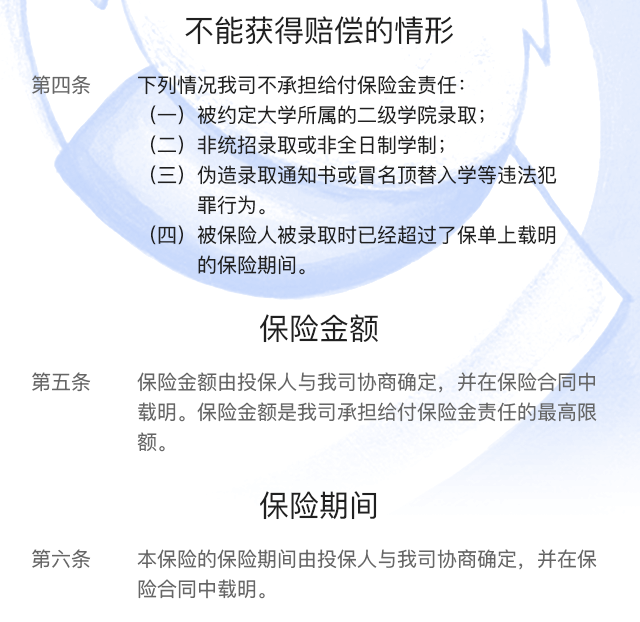 不能获得赔偿的情形
第四条 下列情况我司不承担给付保险金责任：
（一）被约定大学所属的二级学院录取；
（二）非统招录取或非全日制学制；
（三）伪造录取通知书或冒名顶替入学等违法犯
罪行为。
（四）被保险人被录取时已经超过了保单上载明
的保险期间。
保险金额
第五条 保险金额由投保人与我司协商确定，并在保险合同中
载明。保险金额是我司承担给付保险金责任的最高限
额。
保险期间
第六条 本保险的保险期间由投保人与我司协商确定，并在保
险合同中载明。